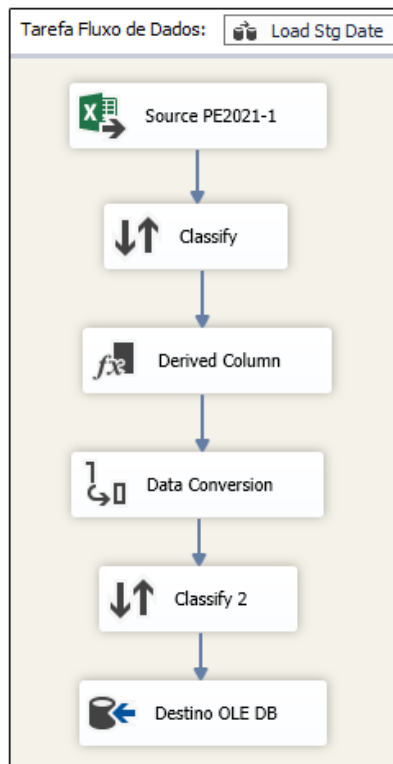 Tarefa Fluxo de Dados: Load Stg Date
Source PE2021-1
Classify
Derived Column
Data Conversion
Classify 2
Destino OLE DB